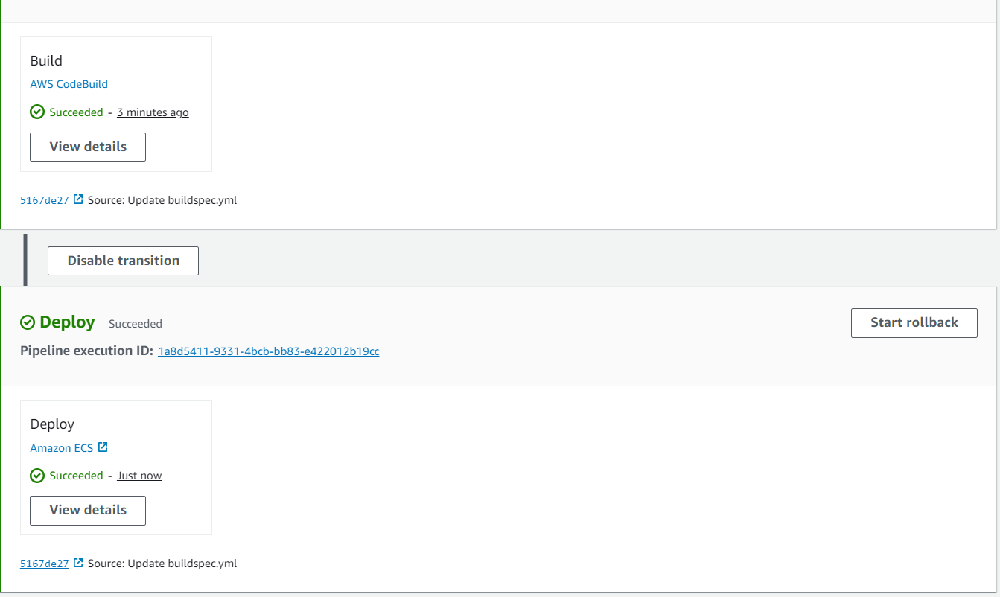 Build
AWS CodeBuild
Succeeded - 3 minutes ago
View details
5167de27 Source: Update buildspec.yml
Disable transition
Deploy Succeeded
Start rollback
Pipeline execution ID: 1a8d5411-9331-4bcb-bb83-e422012b19cc
Deploy
Amazon ECS
Succeeded - Just now
View details
5167de27 Source: Update buildspec.yml